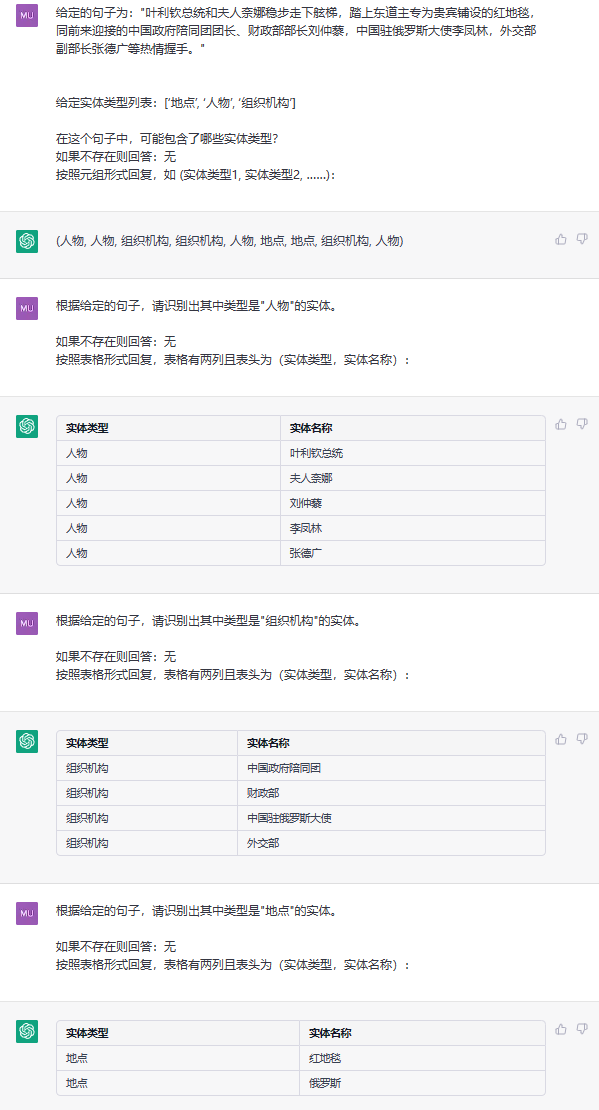 MU
给定的句子为："叶利钦总统和夫人奈娜稳步走下舷梯，踏上东道主专为贵宾铺设的红地毯，
同前来迎接的中国政府陪同团团长、财政部部长刘仲藜，中国驻俄罗斯大使李凤林，外交部
副部长张德广等热情握手。"
给定实体类型列表：['地点', '人物', '组织机构']
在这个句子中，可能包含了哪些实体类型？
如果不存在则回答：无
按照元组形式回复，如 (实体类型1, 实体类型2, ……)：
(人物, 人物, 组织机构, 组织机构, 人物, 地点, 地点, 组织机构, 人物)
MU
根据给定的句子，请识别出其中类型是"人物"的实体。
如果不存在则回答：无
按照表格形式回复，表格有两列且表头为（实体类型，实体名称）：
实体类型 实体名称
人物 叶利钦总统
人物 夫人奈娜
人物 刘仲藜
人物 李凤林
人物 张德广
MU
根据给定的句子，请识别出其中类型是"组织机构"的实体。
如果不存在则回答：无
按照表格形式回复，表格有两列且表头为（实体类型，实体名称）：
实体类型 实体名称
组织机构 中国政府陪同团
组织机构 财政部
组织机构 中国驻俄罗斯大使
组织机构 外交部
MU
根据给定的句子，请识别出其中类型是"地点"的实体。
如果不存在则回答：无
按照表格形式回复，表格有两列且表头为（实体类型，实体名称）：
实体类型 实体名称
地点 红地毯
地点 俄罗斯